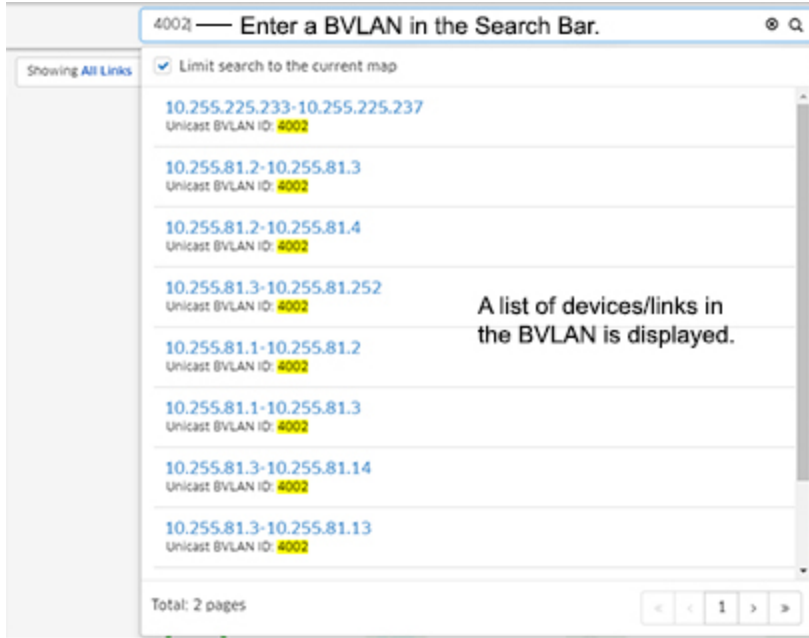 4002 Enter a BVLAN in the Search Bar.
Showing All Links
Limit search to the current map
10.255.225.233-10.255.225.237
Unicast BVLAN ID: 4002
10.255.81.2-10.255.81.3
Unicast BVLAN ID: 4002
10.255.81.2-10.255.81.4
Unicast BVLAN ID: 4002
10.255.81.3-10.255.81.252
Unicast BVLAN ID: 4002
A list of devices/links in
the BVLAN is displayed.
10.255.81.1-10.255.81.2
Unicast BVLAN ID: 4002
10.255.81.1-10.255.81.3
Unicast BVLAN ID: 4002
10.255.81.3-10.255.81.14
Unicast BVLAN ID: 4002
10.255.81.3-10.255.81.13
Unicast BVLAN ID: 4002
Total: 2 pages
« ‹ 1 › »